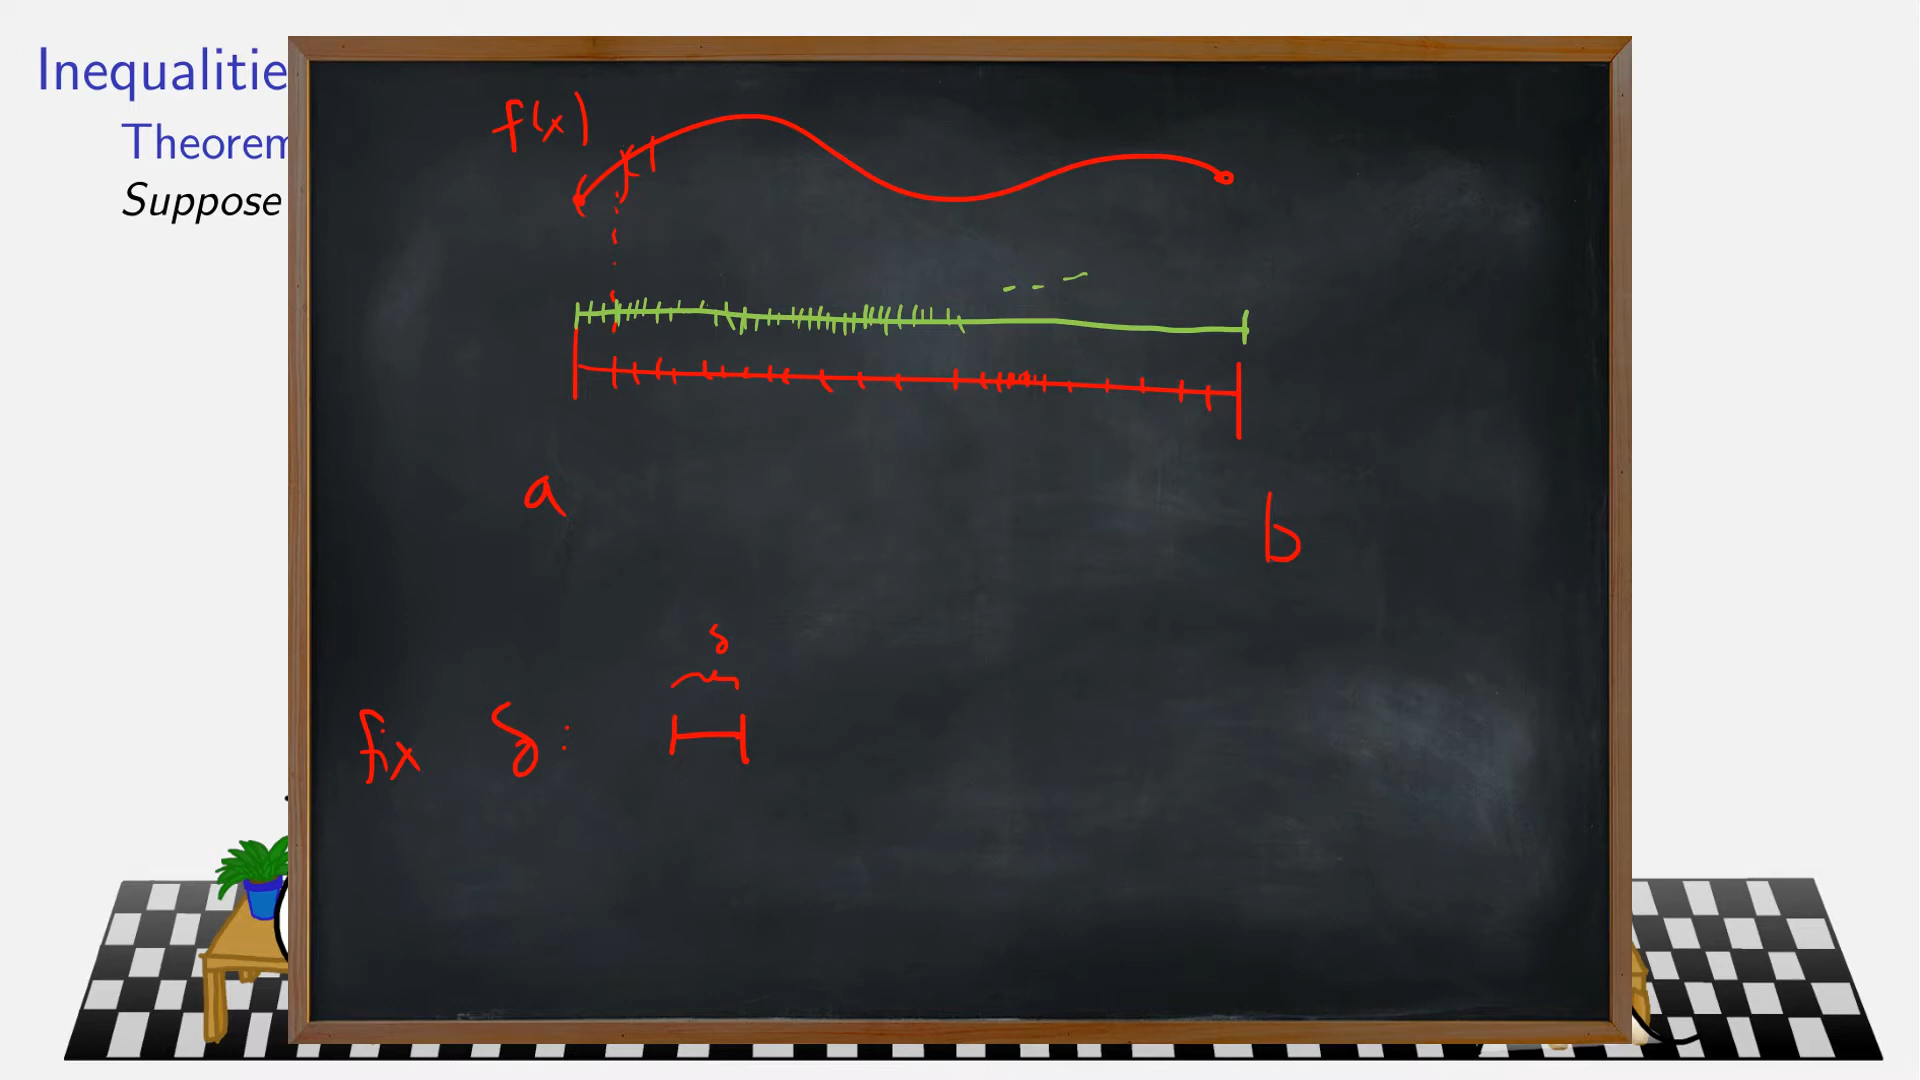 Inequalitie
Theorem
Suppose
f(x)
a
b
δ
fix δ: